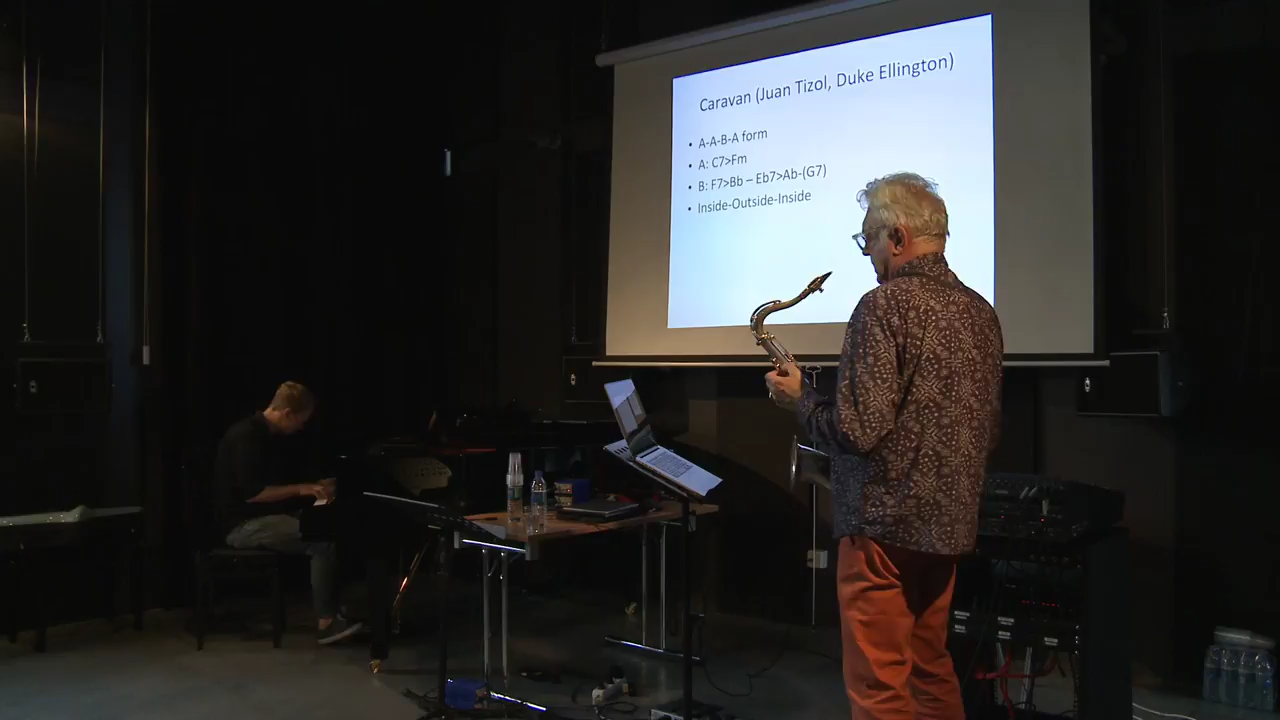 Caravan (Juan Tizol, Duke Ellington)
• A-A-B-A form
• A: C7>Fm
• B: F7>Bb – Eb7>Ab-(G7)
• Inside-Outside-Inside